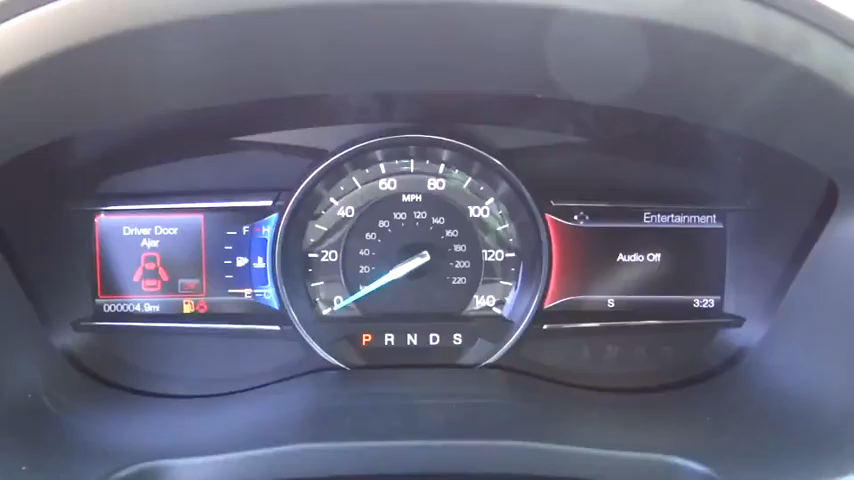 Driver Door
Ajar
000004.9mi
F
H
E
C
MPH
0
20
40
60
80
100
120
140
20
40
60
80
100
120
140
160
180
200
220
P R N D S
Entertainment
Audio Off
S
3:23